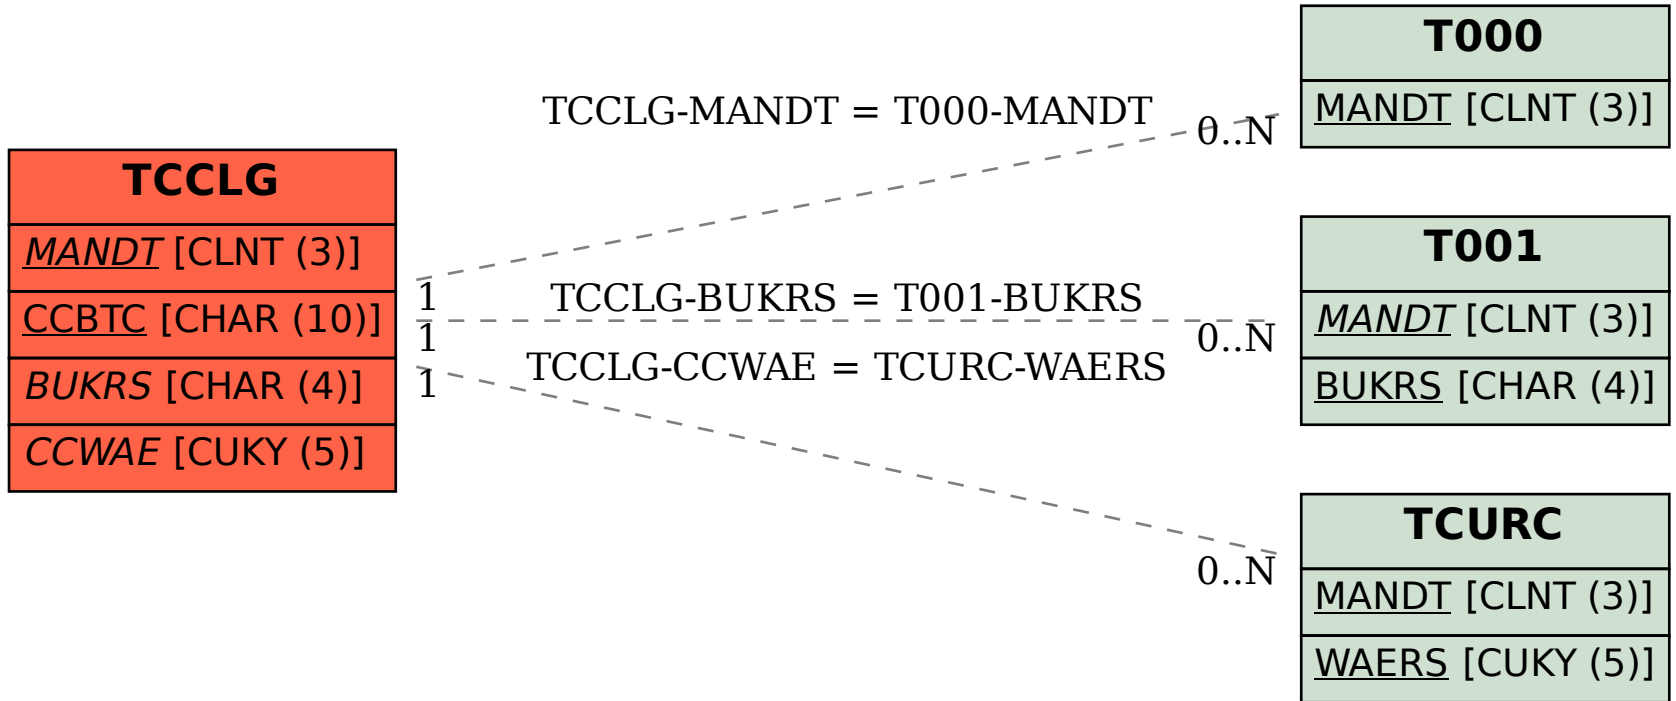 TCCLG
MANDT [CLNT (3)]
CCBTC [CHAR (10)]
BUKRS [CHAR (4)]
CCWAE [CUKY (5)]
TCCLG-MANDT = T000-MANDT
0..N
1
TCCLG-BUKRS = T001-BUKRS
0..N
1
TCCLG-CCWAE = TCURC-WAERS
0..N
1
T000
MANDT [CLNT (3)]
T001
MANDT [CLNT (3)]
BUKRS [CHAR (4)]
TCURC
MANDT [CLNT (3)]
WAERS [CUKY (5)]